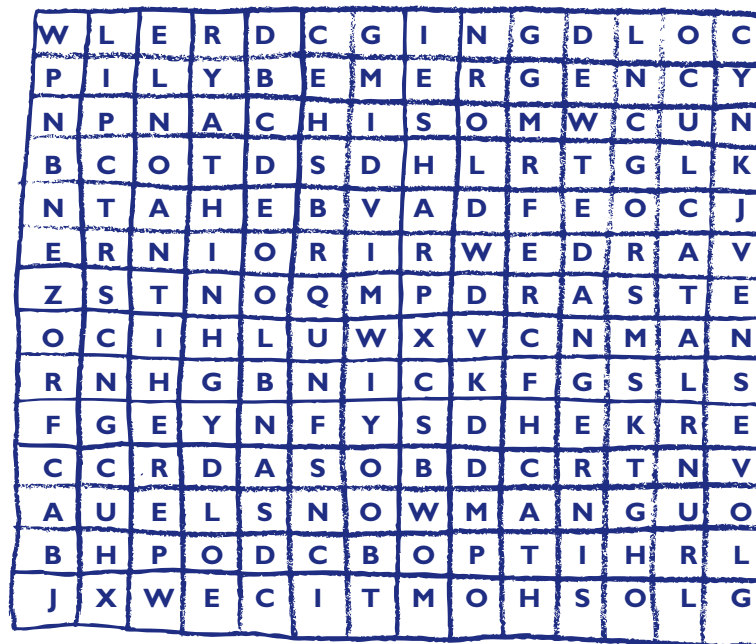 W L E R D C G I N G D L O C
P I L Y B E M E R G E N C Y
N P N A C H I S O M W C U N
B C O T D S D H L R T G L K
N T A H E B V A D F E O C J
E R N I O R I R W E D R A V
Z S T N O Q M P D R A S T E
O C I H L U W X V C N M A N
R N H G B N I C K F G S L S
F G E Y N F Y S D H E K R E
C C R D A S O B D C R T N V
A U E L S N O W M A N G U O
B H P O D C B O P T I H R L
J X W E C I T M O H S O L G